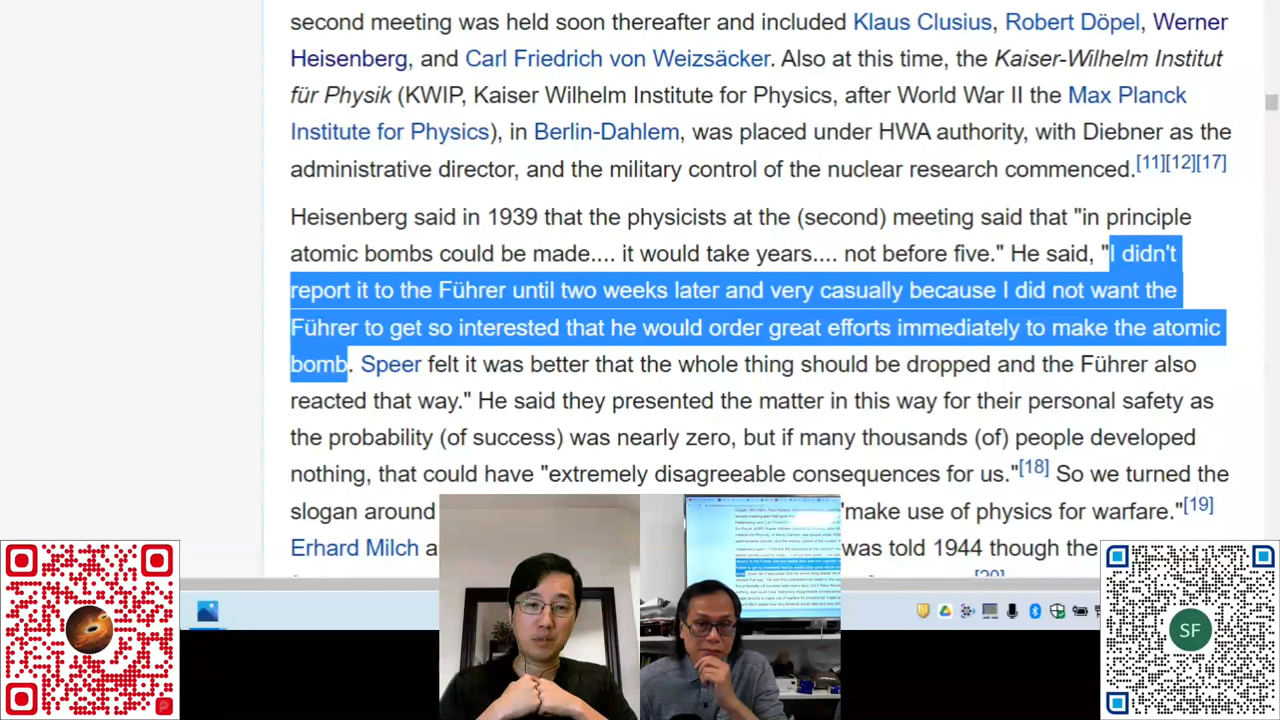 second meeting was held soon thereafter and included Klaus Clusius, Robert Döpel, Werner
Heisenberg, and Carl Friedrich von Weizsäcker. Also at this time, the Kaiser-Wilhelm Institut
für Physik (KWIP, Kaiser Wilhelm Institute for Physics, after World War II the Max Planck
Institute for Physics), in Berlin-Dahlem, was placed under HWA authority, with Diebner as the
administrative director, and the military control of the nuclear research commenced.[11][12][17]
Heisenberg said in 1939 that the physicists at the (second) meeting said that "in principle
atomic bombs could be made.... it would take years.... not before five." He said, "I didn't
report it to the Führer until two weeks later and very casually because I did not want the
Führer to get so interested that he would order great efforts immediately to make the atomic
bomb. Speer felt it was better that the whole thing should be dropped and the Führer also
reacted that way." He said they presented the matter in this way for their personal safety as
the probability (of success) was nearly zero, but if many thousands (of) people developed
nothing, that could have "extremely disagreeable consequences for us."[18] So we turned the
slogan around "make use of physics for warfare."[19]
Erhard Milch a was told 1944 though the
SF